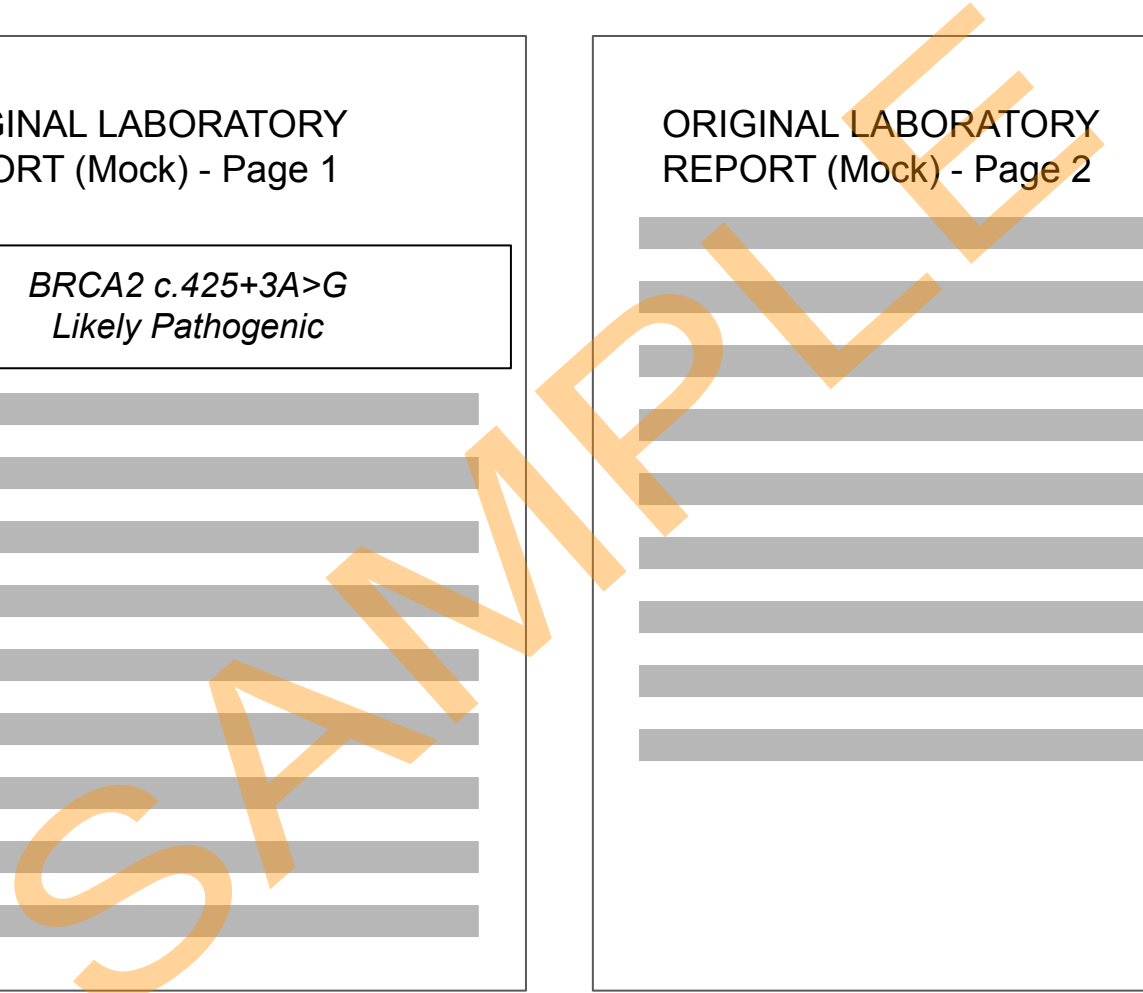 GINAL LABORATORY
ORT (Mock) - Page 1
BRCA2 c.425+3A>G
Likely Pathogenic
ORIGINAL LABORATORY
REPORT (Mock) - Page 2
SAMPLE